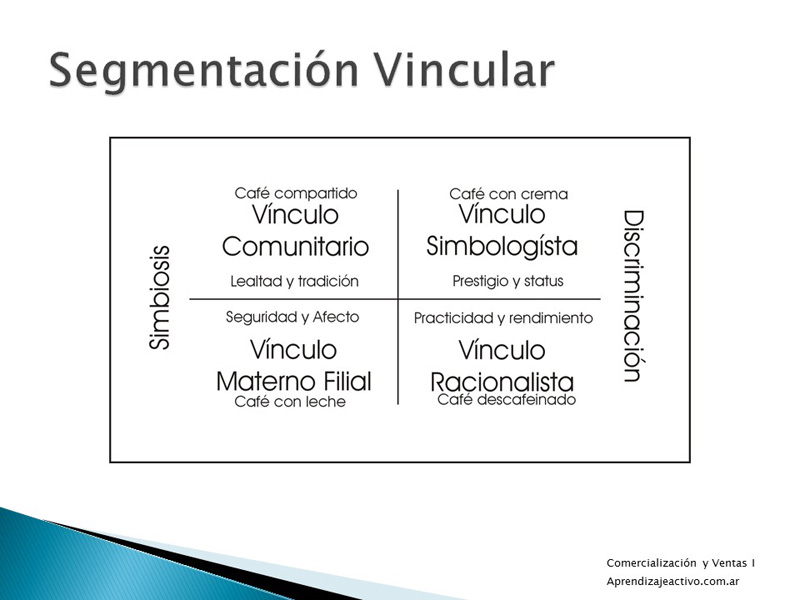 Segmentación Vincular
Simbiosis
Café compartido
Vínculo
Comunitario
Lealtad y tradición
Café con crema
Vínculo
Simbologísta
Prestigio y status
Seguridad y Afecto
Vínculo
Materno Filial
Café con leche
Practicidad y rendimiento
Vínculo
Racionalista
Café descafeinado
Discriminación
Comercialización y Ventas I
Aprendizajeactivo.com.ar